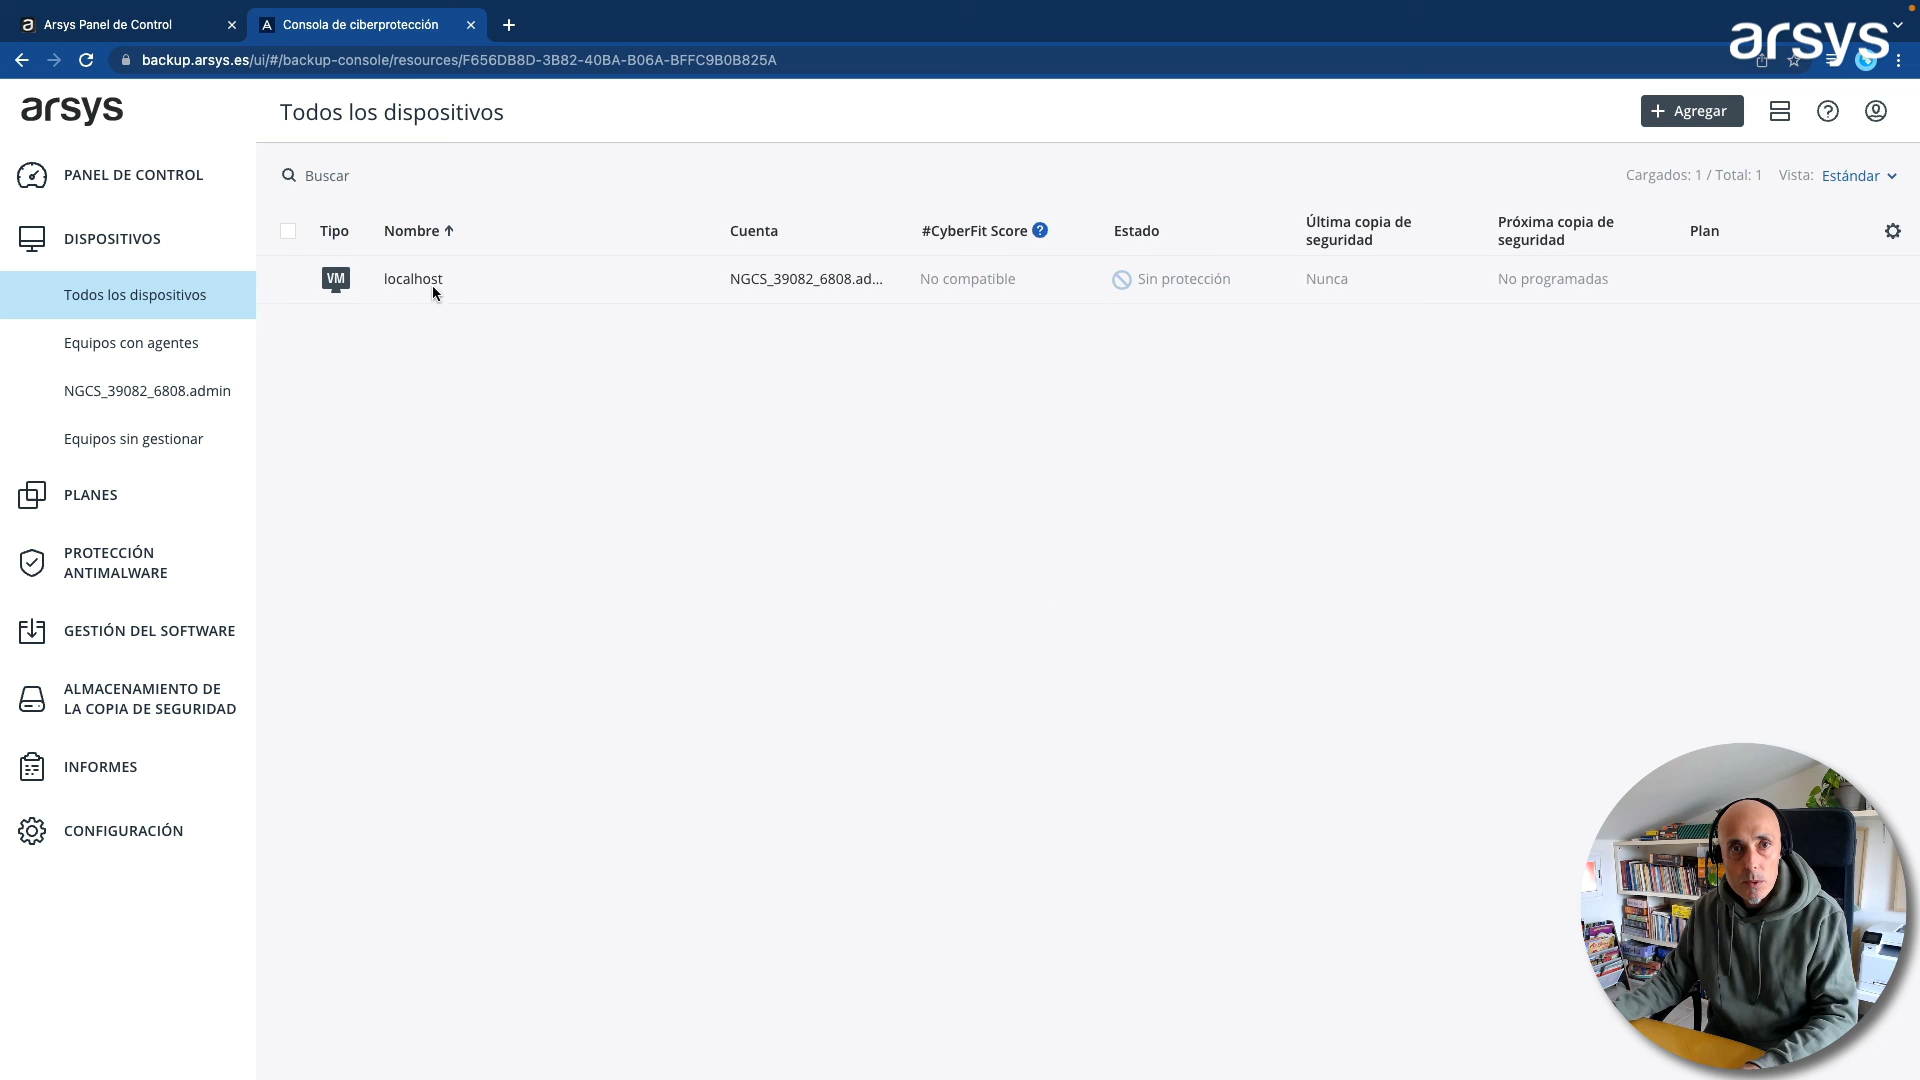 Arsys Panel de Control
Consola de ciberprotección
backup.arsys.es/ui/#/backup-console/resources/F656DB8D-3B82-40BA-B06A-BFFC9B0B825A
arsys
arsys
Todos los dispositivos
Agregar
PANEL DE CONTROL
DISPOSITIVOS
Todos los dispositivos
Equipos con agentes
NGCS_39082_6808.admin
Equipos sin gestionar
PLANES
PROTECCIÓN
ANTIMALWARE
GESTIÓN DEL SOFTWARE
ALMACENAMIENTO DE
LA COPIA DE SEGURIDAD
INFORMES
CONFIGURACIÓN
Buscar
Cargados: 1 / Total: 1 Vista: Estándar
Tipo Nombre Cuenta #CyberFit Score Estado Última copia de seguridad Próxima copia de seguridad Plan
VM localhost NGCS_39082_6808.ad... No compatible Sin protección Nunca No programadas